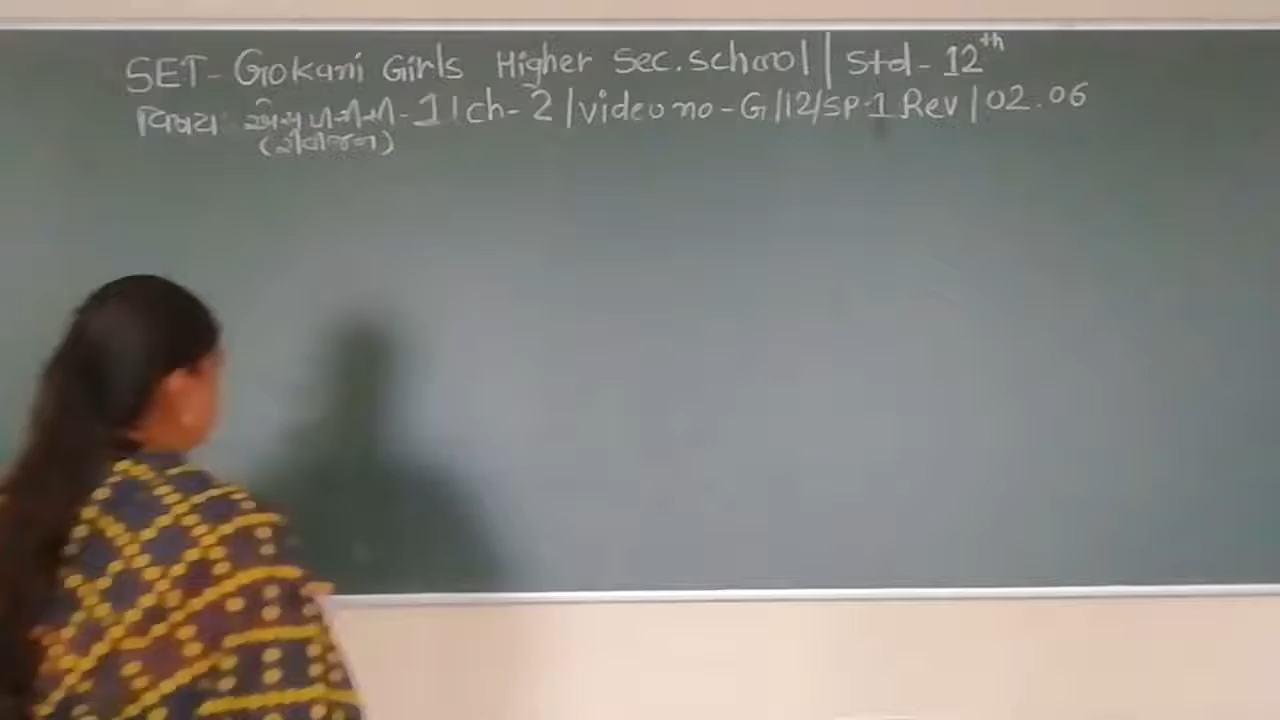 SET - Gokani Girls Higher Sec. school | Std - 12th
વિષય એસ.પી.સી.સી - 1 | ch - 2 | video no - G/12/SP-1 Rev | 02.06